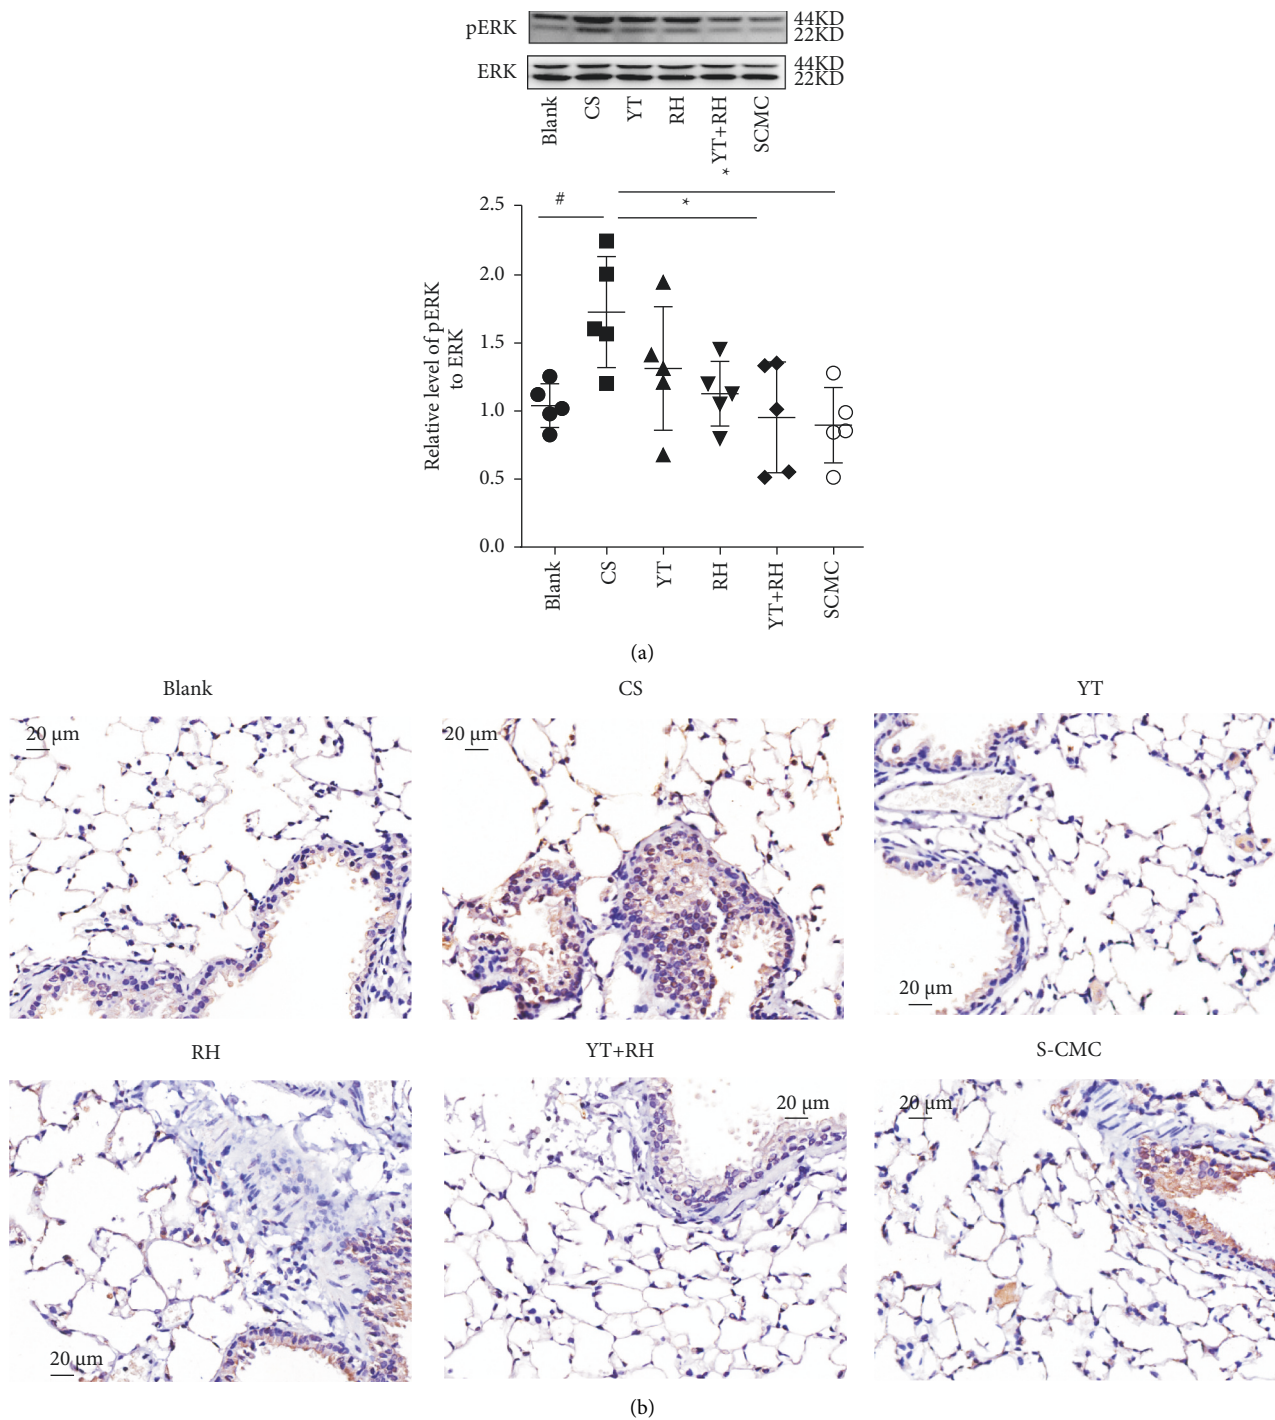 pERK
44KD
22KD
ERK
44KD
22KD
Blank
CS
YT
RH
YT+RH
SCMC
*
#
*
Relative level of pERK
to ERK
2.5
2.0
1.5
1.0
0.5
0.0
Blank
CS
YT
RH
YT+RH
SCMC
(a)
Blank
CS
YT
20 μm
20 μm
20 μm
RH
YT+RH
S-CMC
20 μm
20 μm
20 μm
(b)